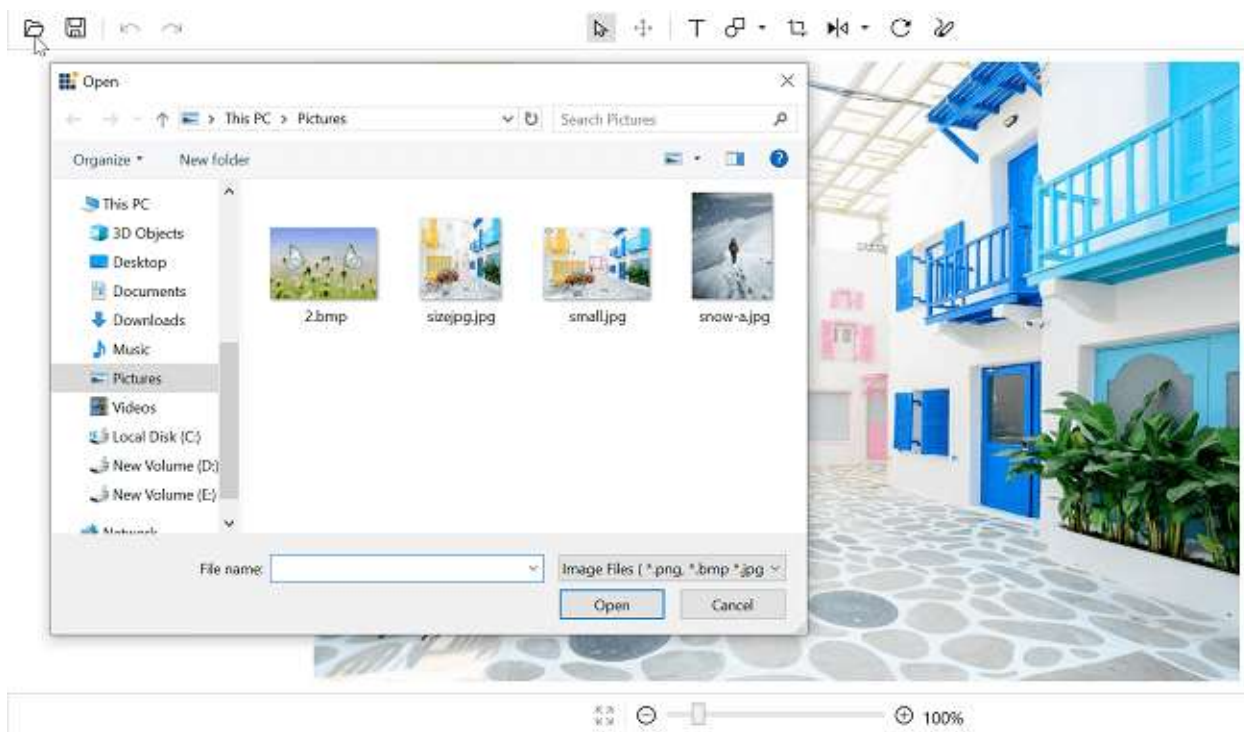 T
Open
This PC > Pictures
Search Pictures
Organize
New folder
?
This PC
3D Objects
Desktop
Documents
Downloads
Music
Pictures
Videos
Local Disk (C:)
New Volume (D:)
New Volume (E:)
Network
2.bmp
sizejpg.jpg
small.jpg
snow-a.jpg
File name:
Image Files ( *.png, *.bmp *.jpg
Open
Cancel
100%